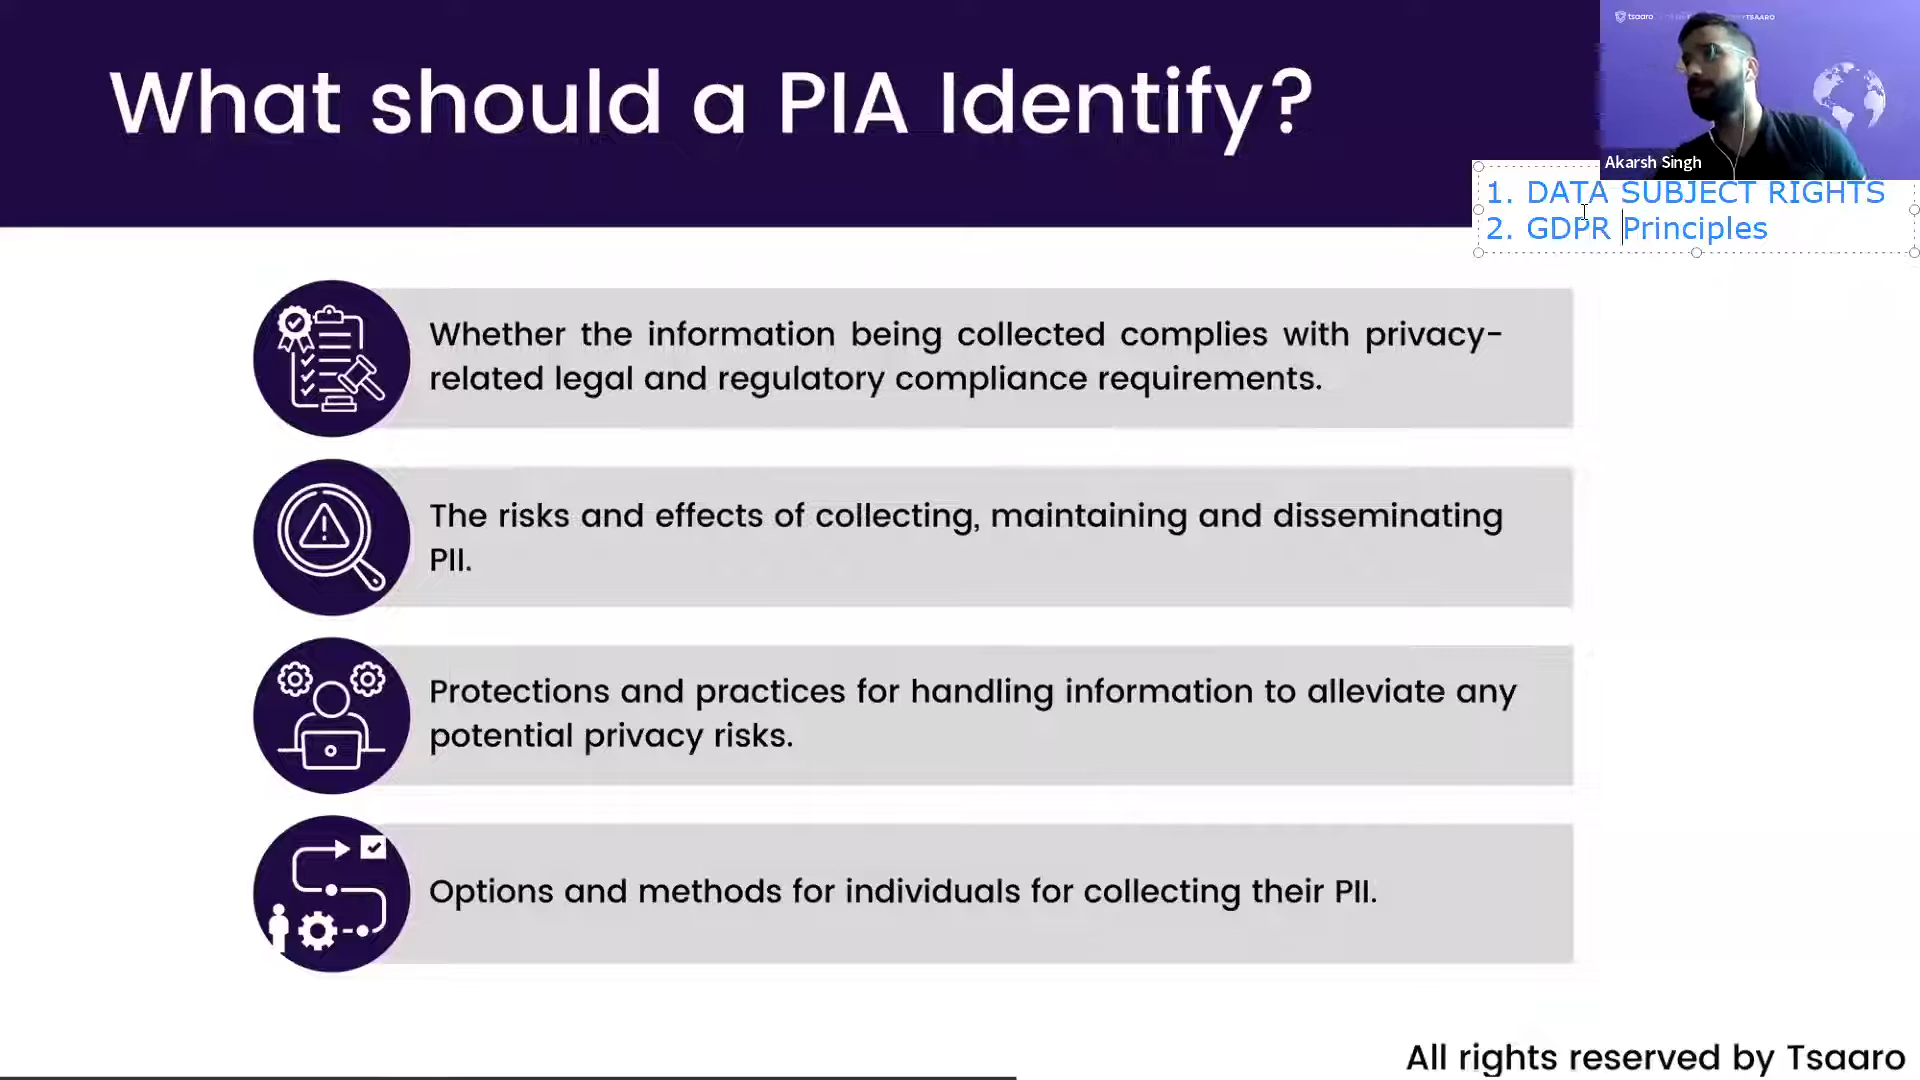 What should a PIA Identify?
tsaaro
TSAARO
Akarsh Singh
1. DATA SUBJECT RIGHTS
2. GDPR Principles
Whether the information being collected complies with privacy-
related legal and regulatory compliance requirements.
The risks and effects of collecting, maintaining and disseminating
PII.
Protections and practices for handling information to alleviate any
potential privacy risks.
Options and methods for individuals for collecting their PII.
All rights reserved by Tsaaro